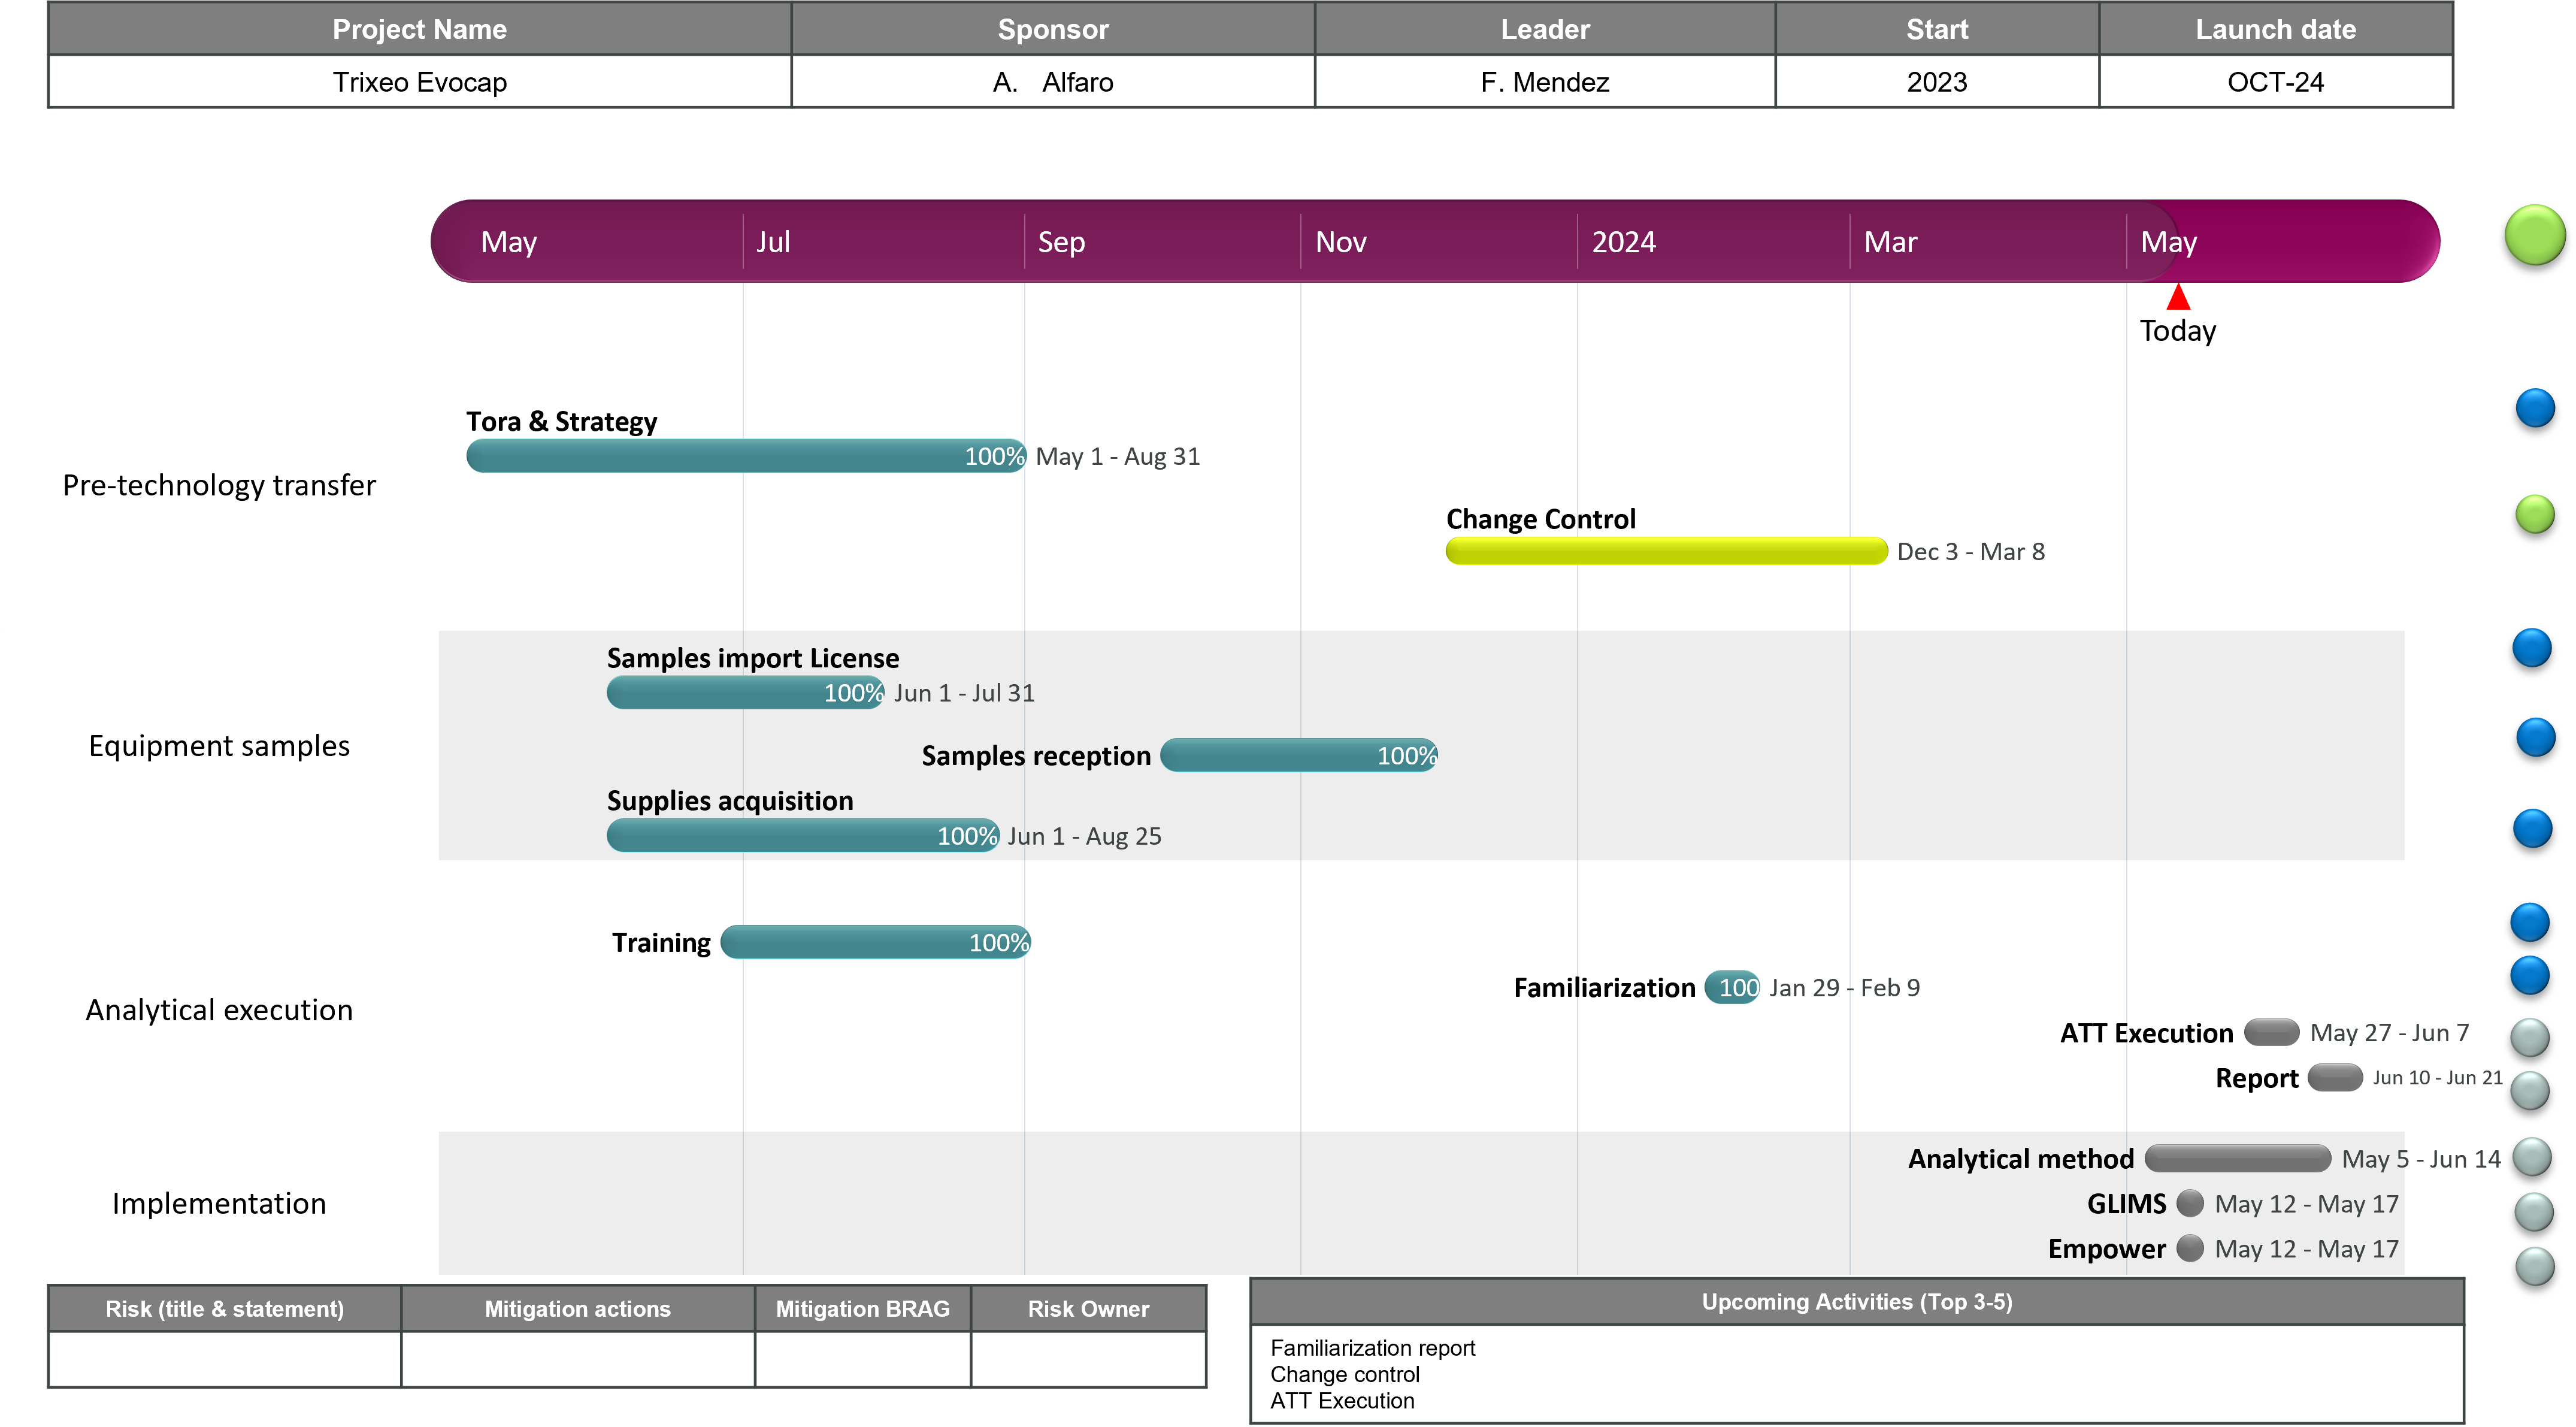 Project Name Sponsor Leader Start Launch date
Trixeo Evocap A. Alfaro F. Mendez 2023 OCT-24
May Jul Sep Nov 2024 Mar May
Today
Tora & Strategy
100% May 1 - Aug 31
Pre-technology transfer
Change Control
Dec 3 - Mar 8
Samples import License
100% Jun 1 - Jul 31
Equipment samples
Samples reception 100%
Supplies acquisition
100% Jun 1 - Aug 25
Training 100%
Familiarization 100 Jan 29 - Feb 9
Analytical execution
ATT Execution May 27 - Jun 7
Report Jun 10 - Jun 21
Analytical method May 5 - Jun 14
Implementation
GLIMS May 12 - May 17
Empower May 12 - May 17
Risk (title & statement) Mitigation actions Mitigation BRAG Risk Owner
Upcoming Activities (Top 3-5)
Familiarization report
Change control
ATT Execution